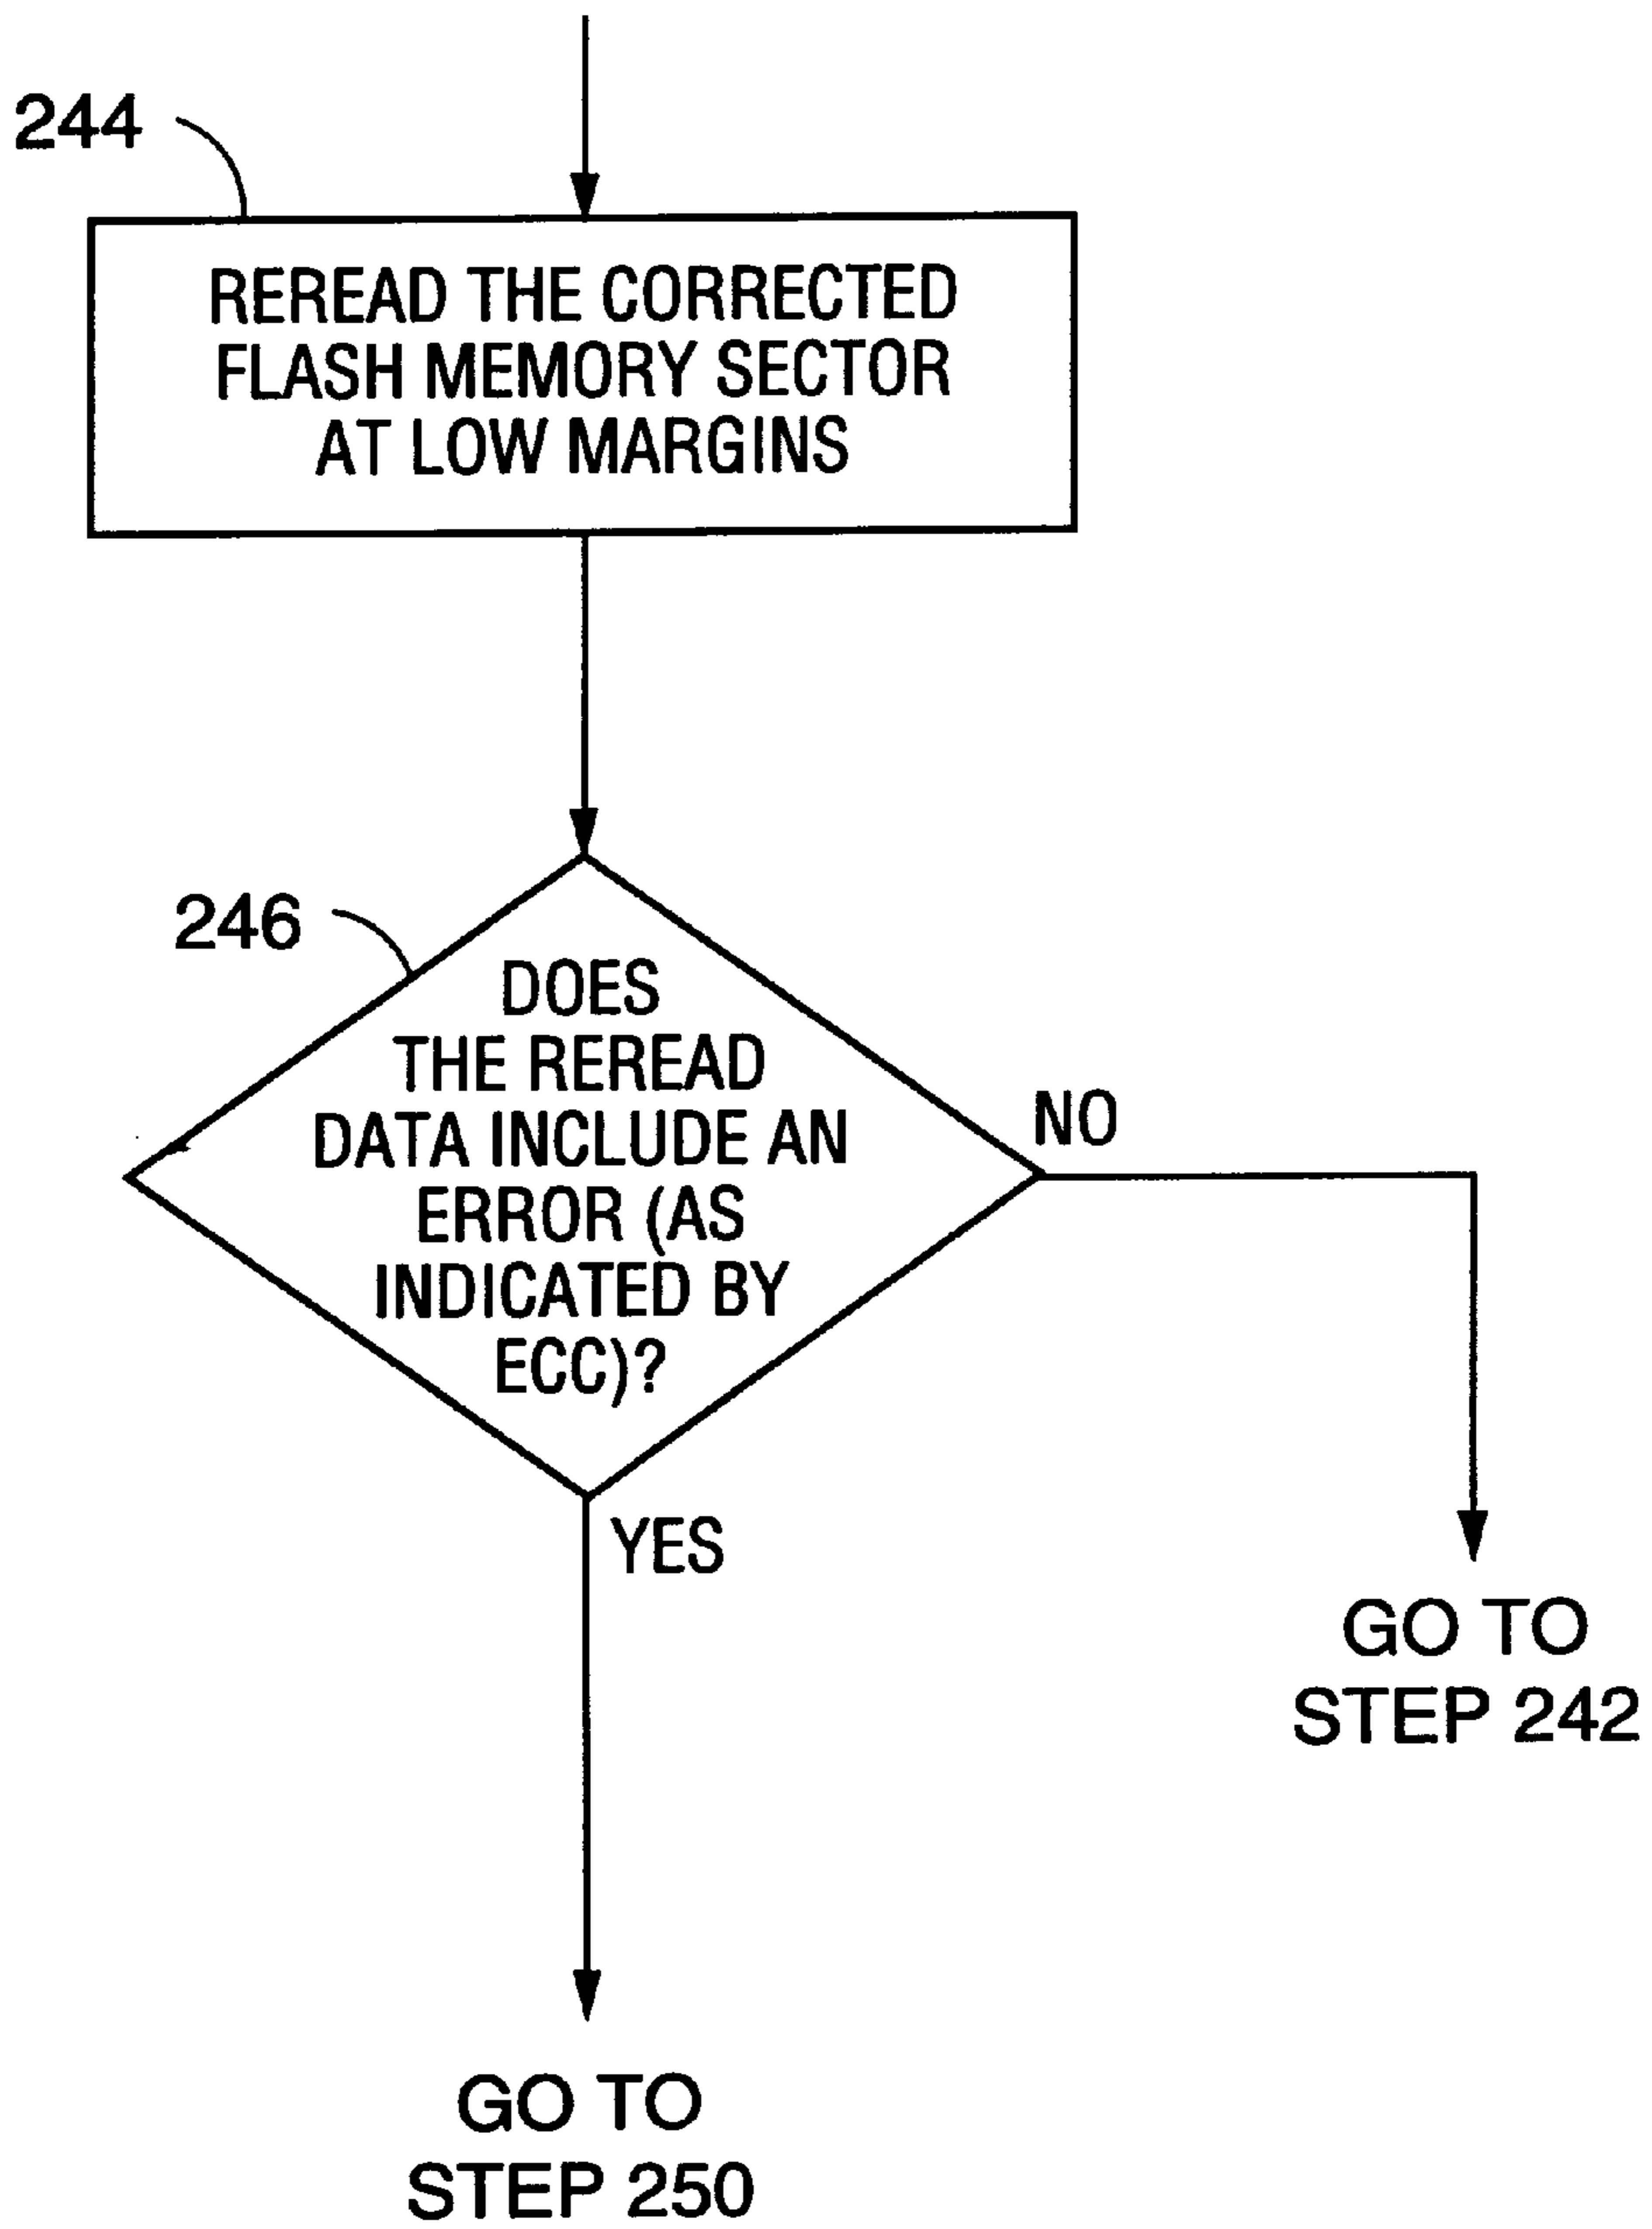 244
REREAD THE CORRECTED
FLASH MEMORY SECTOR
AT LOW MARGINS
246
DOES
THE REREAD
DATA INCLUDE AN
ERROR (AS
INDICATED BY
ECC)?
NO
YES
GO TO
STEP 242
GO TO
STEP 250